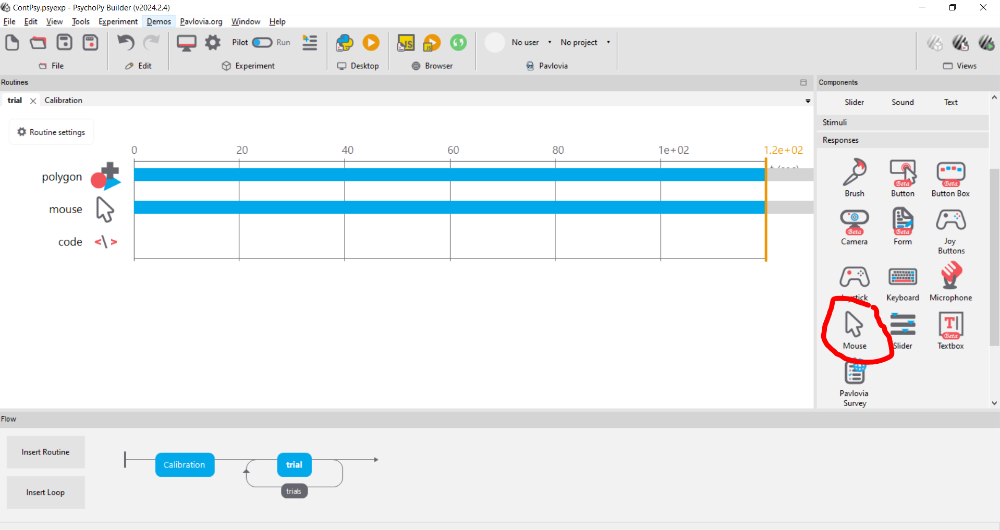 ContPsy.psyexp - PsychoPy Builder (v2024.2.4)
File Edit View Tools Experiment Demos Pavlovia.org Window Help
Pilot Run
No user No project
File Edit Experiment Desktop Browser Pavlovia Views
JS JS
Routines
trial Calibration
Routine settings
0 20 40 60 80 1e+02 1.2e+02
polygon
mouse
code
Components
Slider Sound Text
Stimuli
Responses
Beta Beta
Brush Button Button Box
Beta Beta
Camera Form Joy Buttons
Joystick Keyboard Microphone
T Beta
Mouse Slider Textbox
Pavlovia
Survey
Flow
Insert Routine
Insert Loop
Calibration trial
trials